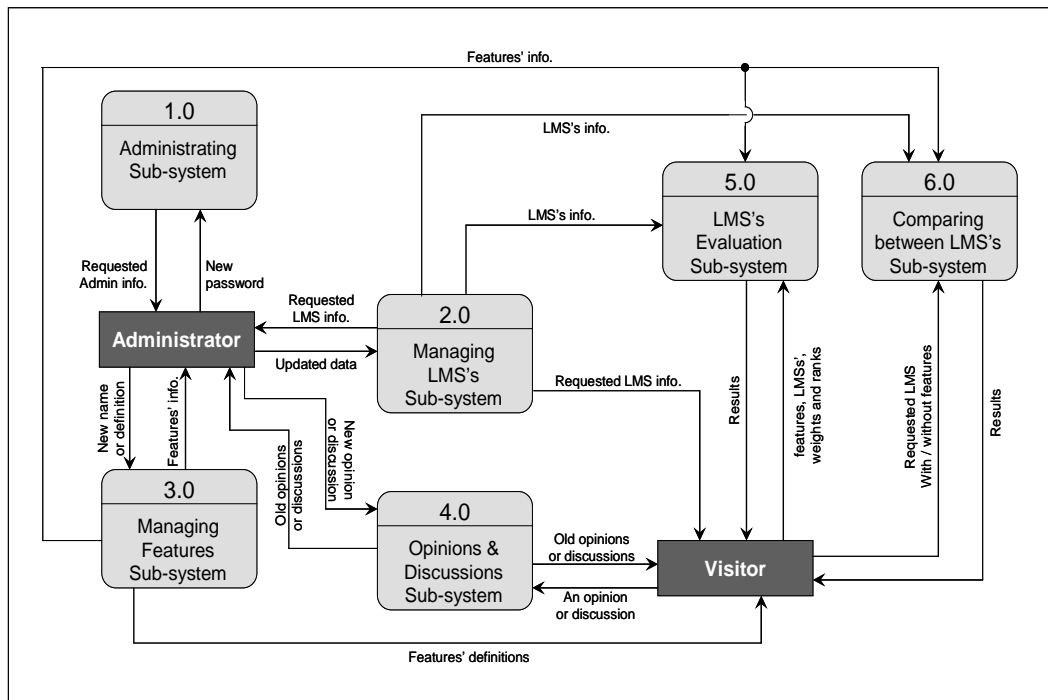 Features' info.
1.0
Administrating
Sub-system
LMS's info.
5.0
LMS's
Evaluation
Sub-system
6.0
Comparing
between LMS's
Sub-system
LMS's info.
Requested
Admin info.
New
password
Requested
LMS info.
2.0
Managing
LMS's
Sub-system
Administrator
Updated data
Requested LMS info.
New name
or definition
Features' info.
Old opinions
or discussions
New opinion
or discussion
Results
features, LMSs',
weights and ranks
Requested LMS
With / without features
Results
3.0
Managing
Features
Sub-system
4.0
Opinions &
Discussions
Sub-system
Old opinions
or discussions
Visitor
An opinion
or discussion
Features' definitions